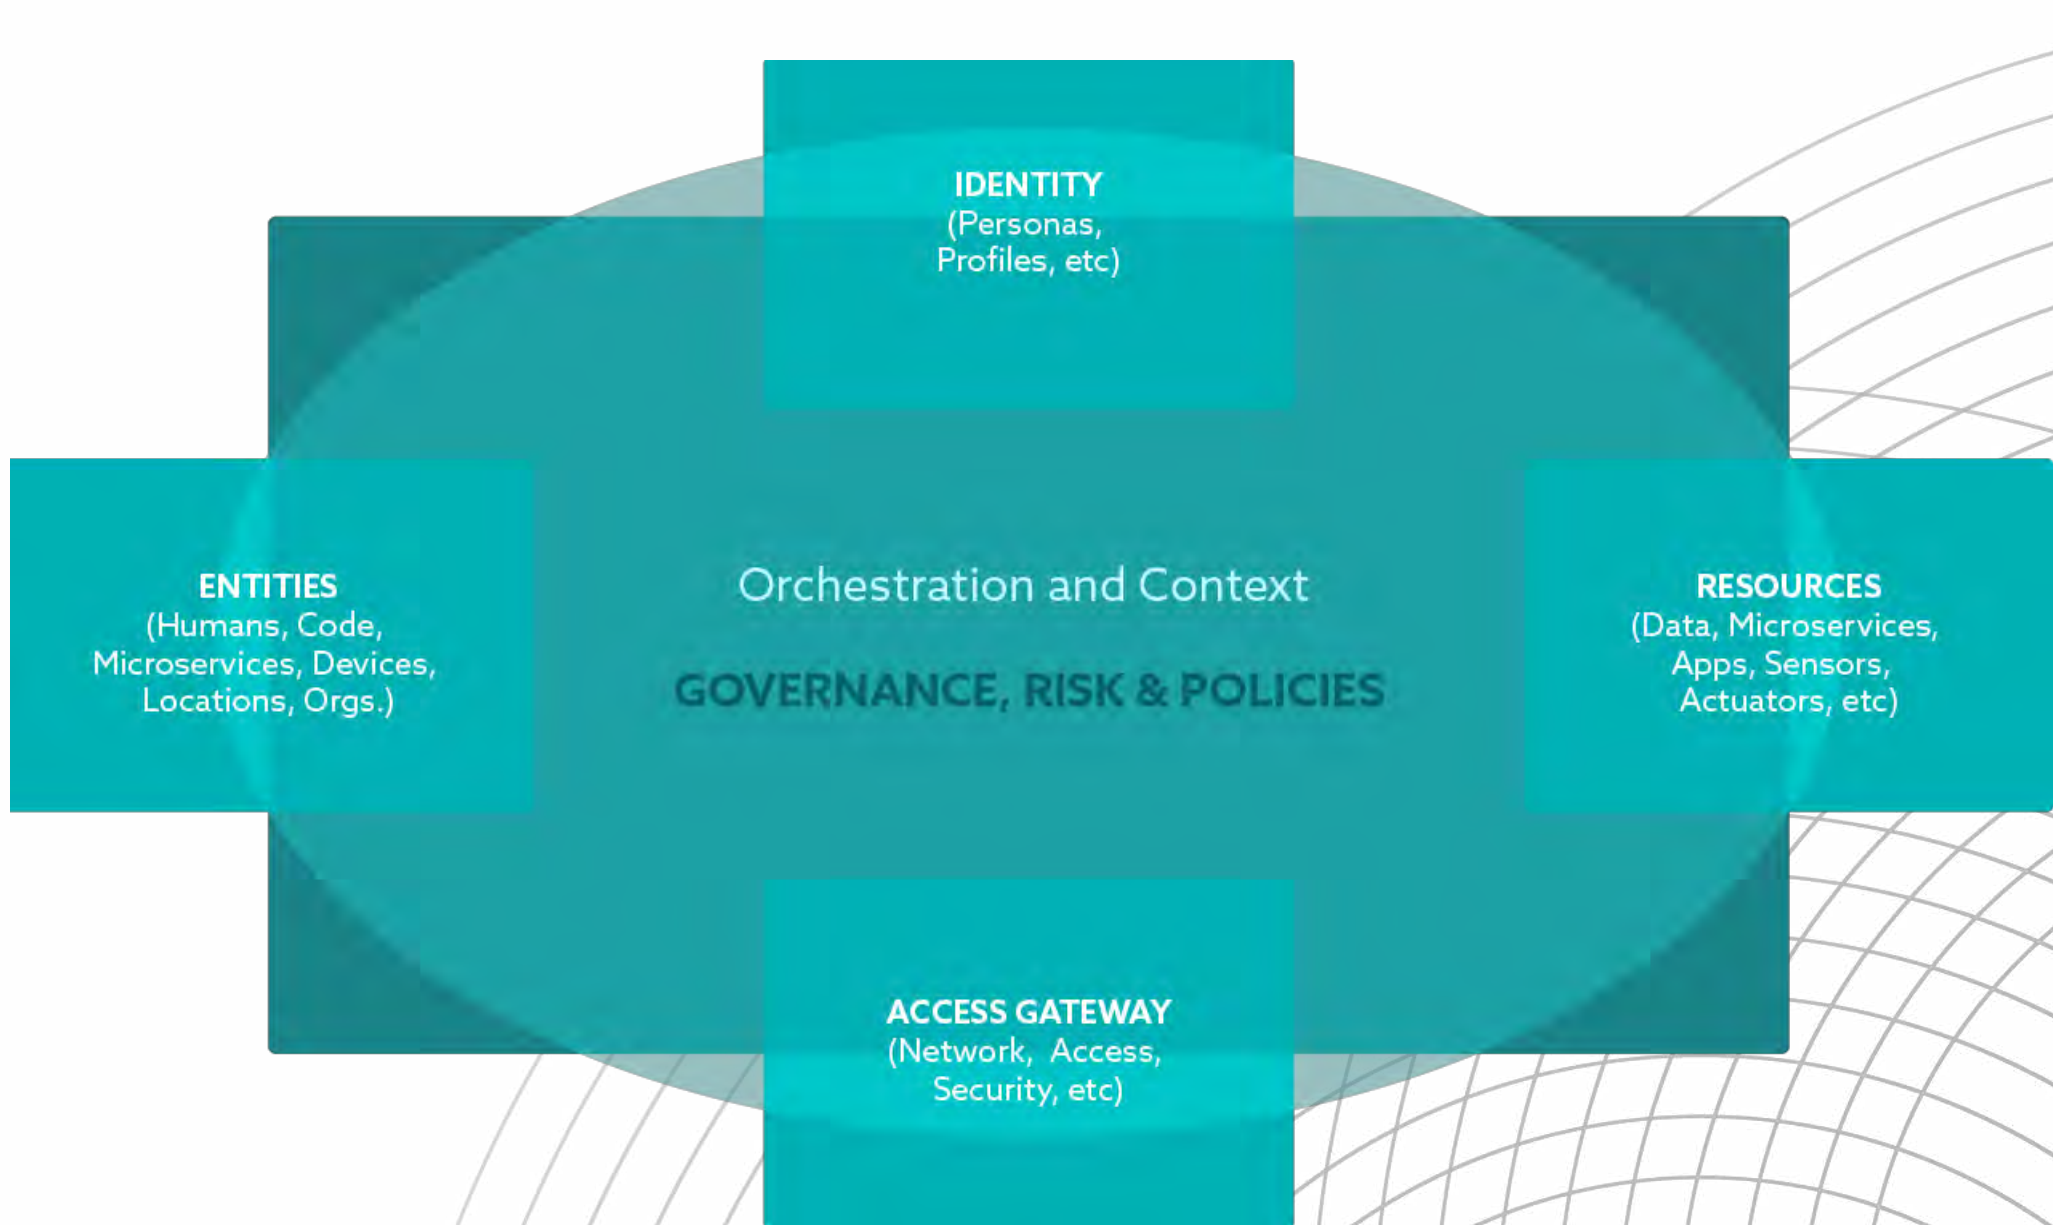 IDENTITY
(Personas,
Profiles, etc)
ENTITIES
(Humans, Code,
Microservices, Devices,
Locations, Orgs.)
Orchestration and Context
GOVERNANCE, RISK & POLICIES
RESOURCES
(Data, Microservices,
Apps, Sensors,
Actuators, etc)
ACCESS GATEWAY
(Network, Access,
Security, etc)